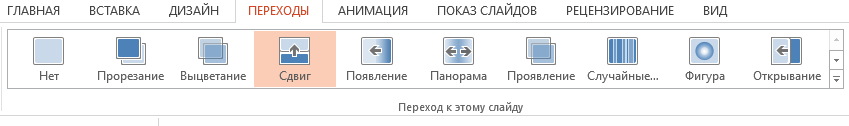 ГЛАВНАЯ ВСТАВКА ДИЗАЙН ПЕРЕХОДЫ АНИМАЦИЯ ПОКАЗ СЛАЙДОВ РЕЦЕНЗИРОВАНИЕ ВИД
Нет Прорезание Выцветание Сдвиг Появление Панорама Проявление Случайные... Фигура Открывание
Переход к этому слайду